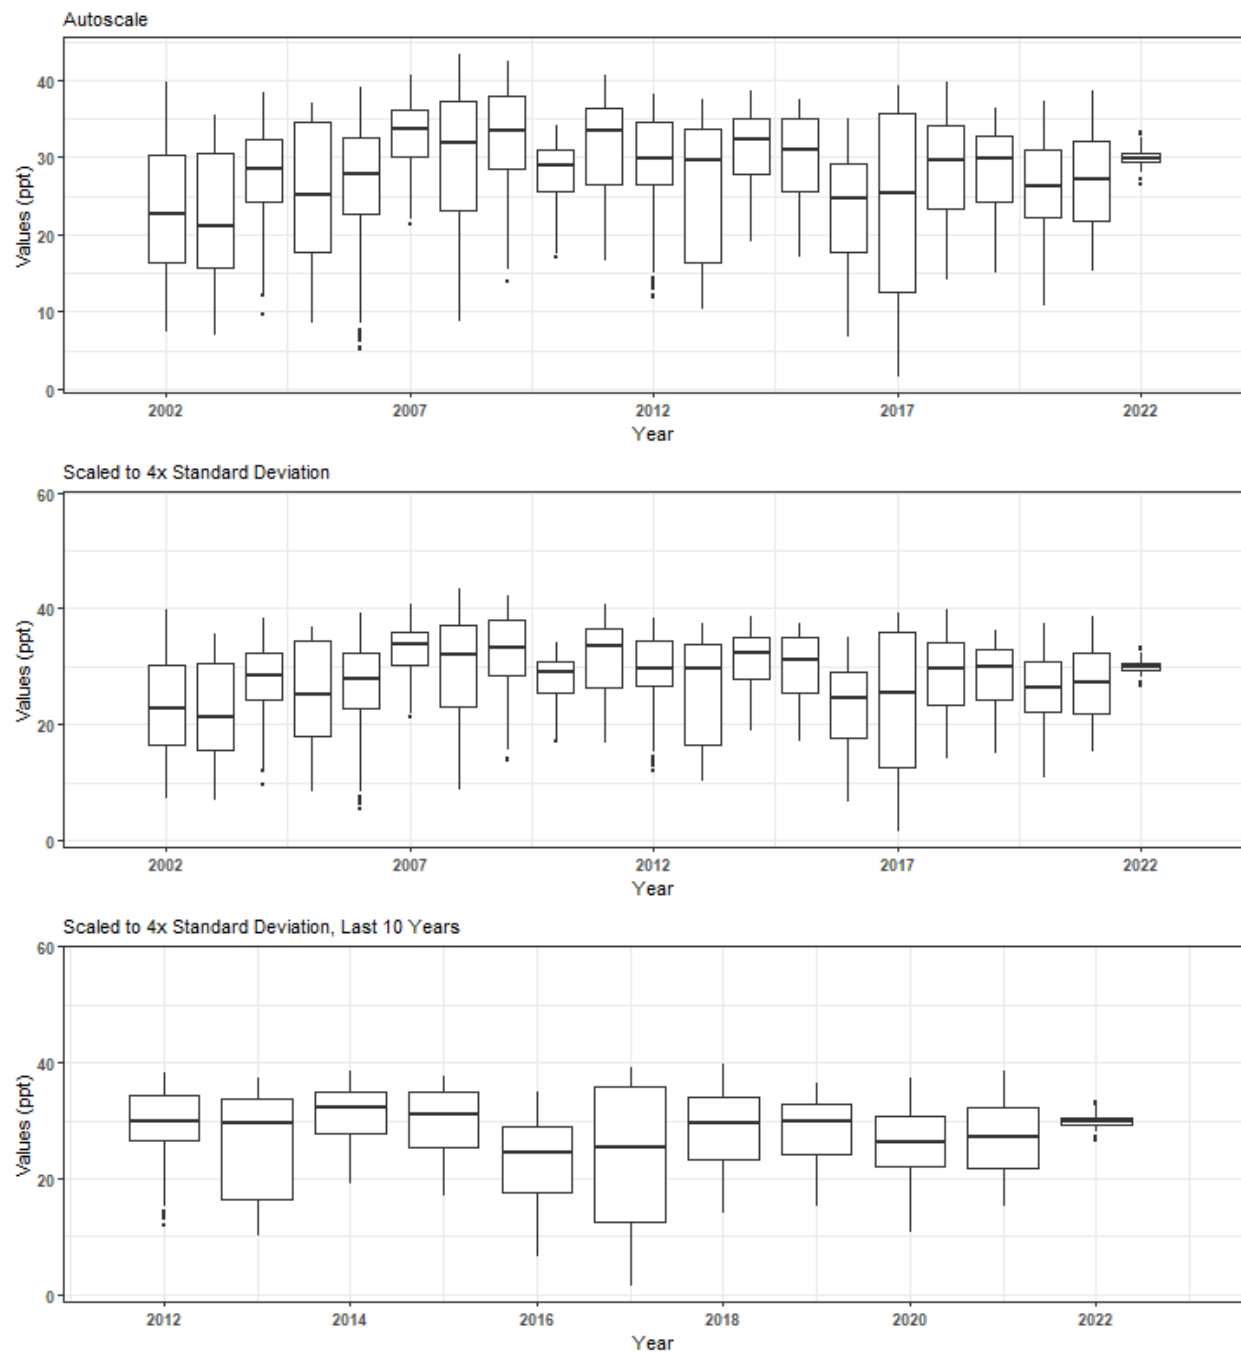 Autoscale
40
30
20
10
0
Values (ppt)
2002 2007 2012 2017 2022
Year
Scaled to 4x Standard Deviation
60
40
20
0
Values (ppt)
2002 2007 2012 2017 2022
Year
Scaled to 4x Standard Deviation, Last 10 Years
60
40
20
0
Values (ppt)
2012 2014 2016 2018 2020 2022
Year